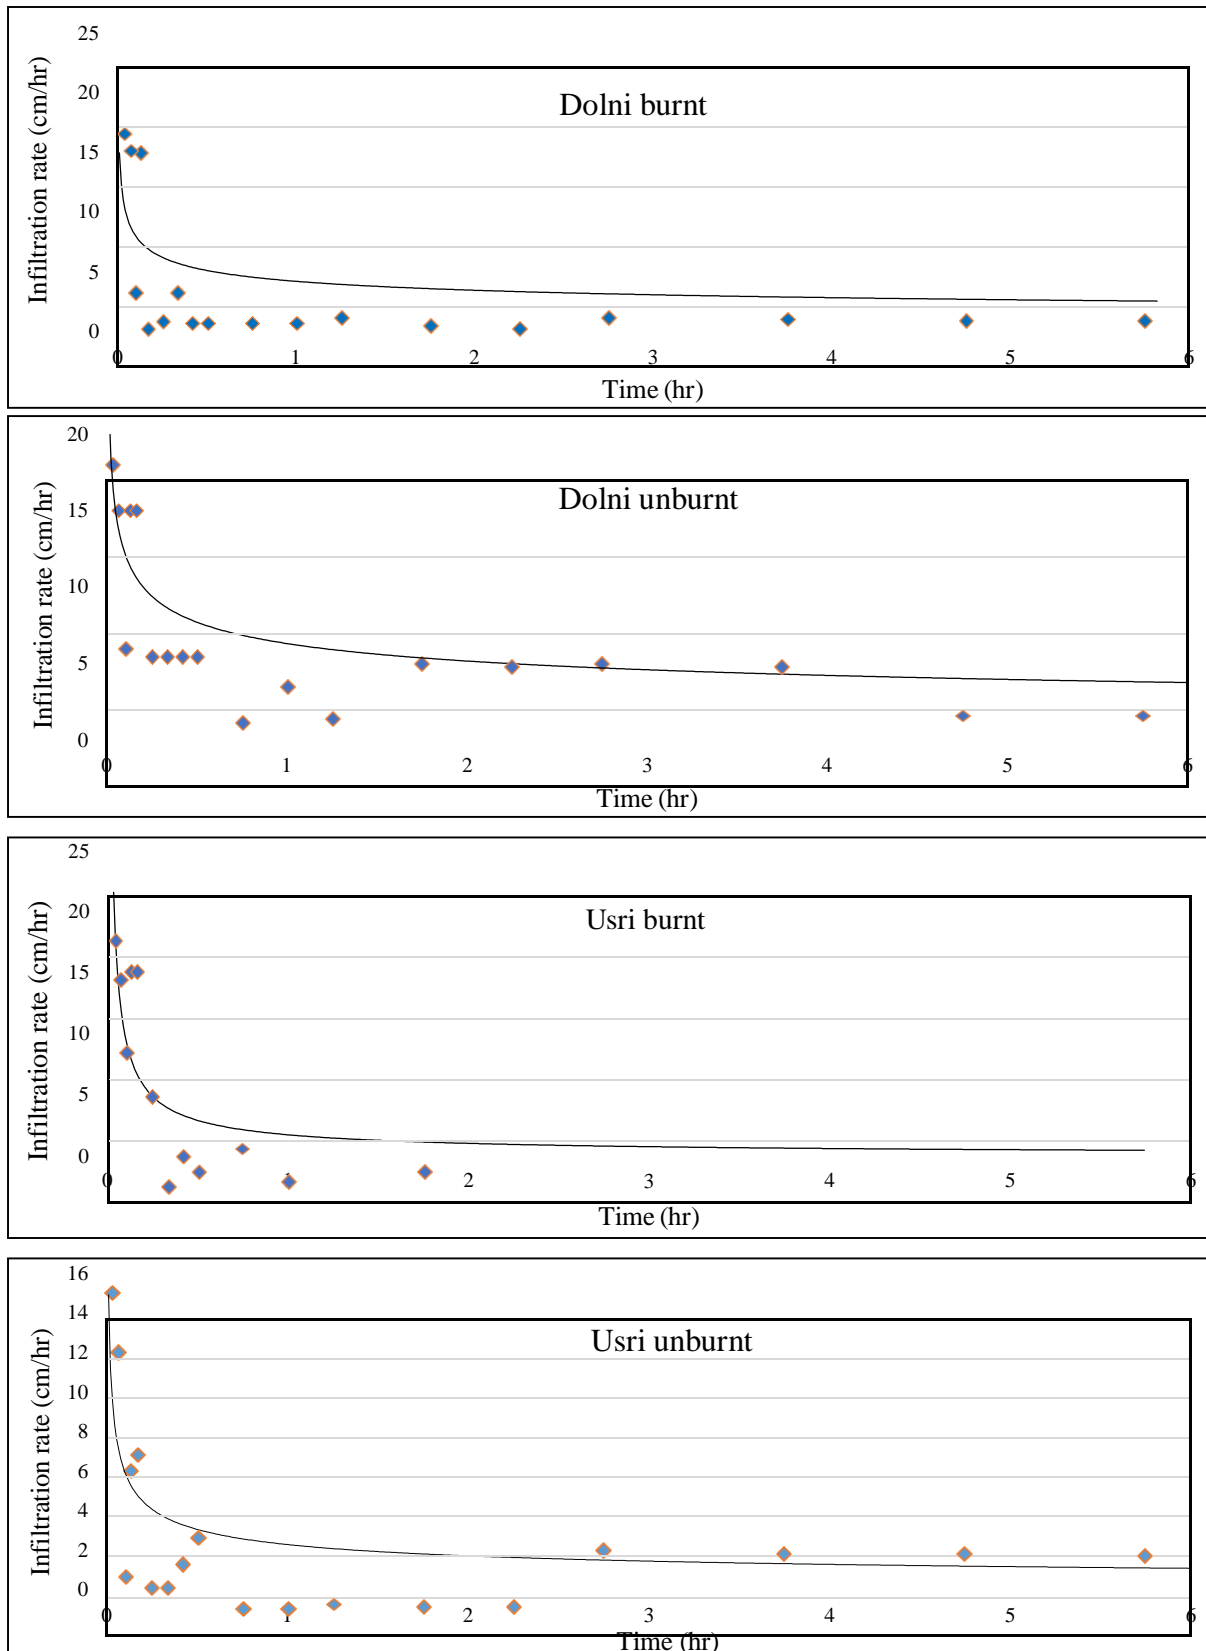 25
20
15
10
5
0
Infiltration rate (cm/hr)
Dolni burnt
0 1 2 3 4 5 6
Time (hr)
20
15
10
5
0
Infiltration rate (cm/hr)
Dolni unburnt
0 1 2 3 4 5 6
Time (hr)
25
20
15
10
5
0
Infiltration rate (cm/hr)
Usri burnt
0 1 2 3 4 5 6
Time (hr)
16
14
12
10
8
6
4
2
0
Infiltration rate (cm/hr)
Usri unburnt
0 1 2 3 4 5 6
Time (hr)